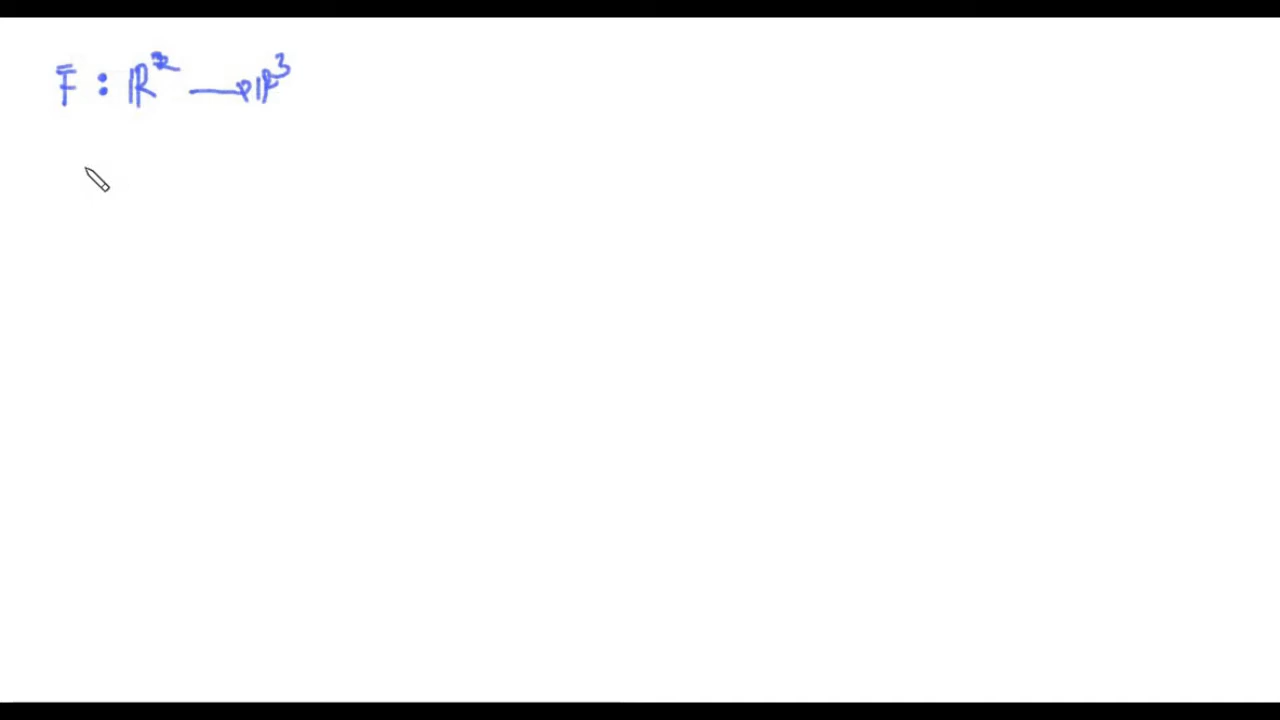 F̄ : ℝ² → ℝ³